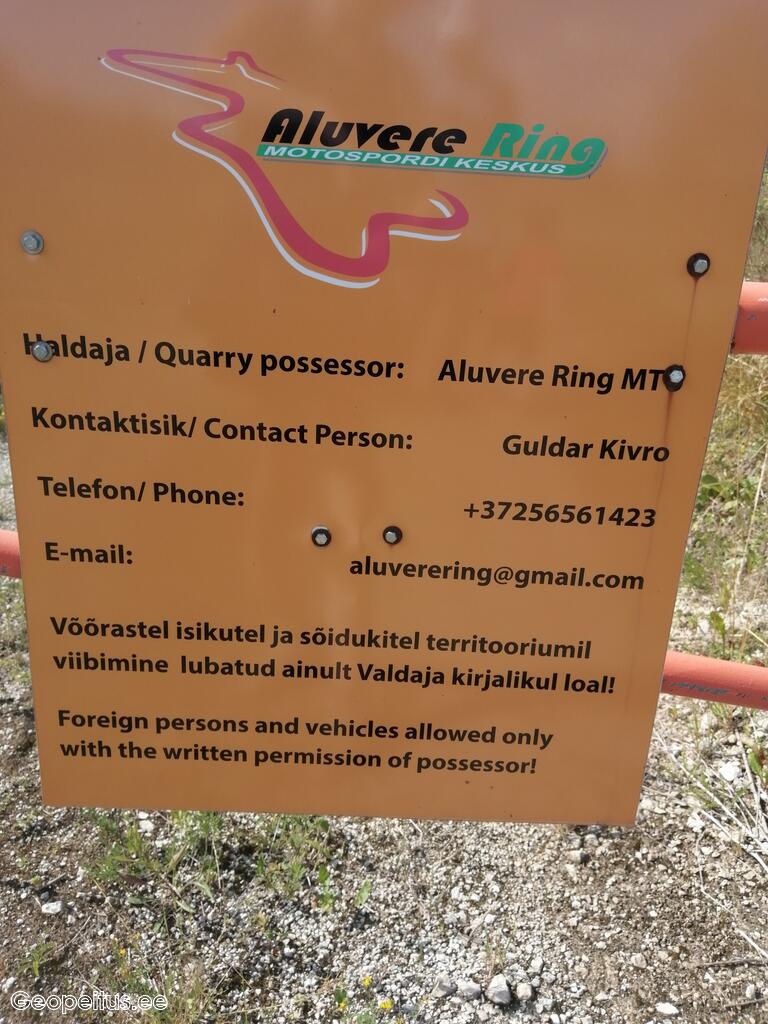 Aluvere Ring
MOTOSPORDI KESKUS
Haldaja / Quarry possessor: Aluvere Ring MT
Kontaktisik/ Contact Person: Guldar Kivro
Telefon/ Phone: +37256561423
E-mail: aluverering@gmail.com
Võõrastel isikutel ja sõidukitel territooriumil
viibimine lubatud ainult Valdaja kirjalikul loal!
Foreign persons and vehicles allowed only
with the written permission of possessor!
Geopeitus.ee